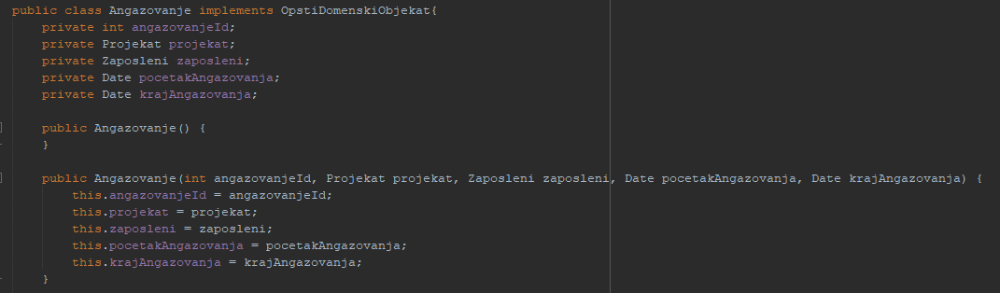 public class Angazovanje implements OpstiDomenskiObjekat{
    private int angazovanjeId;
    private Projekat projekat;
    private Zaposleni zaposleni;
    private Date pocetakAngazovanja;
    private Date krajAngazovanja;

    public Angazovanje() {
    }

    public Angazovanje(int angazovanjeId, Projekat projekat, Zaposleni zaposleni, Date pocetakAngazovanja, Date krajAngazovanja) {
        this.angazovanjeId = angazovanjeId;
        this.projekat = projekat;
        this.zaposleni = zaposleni;
        this.pocetakAngazovanja = pocetakAngazovanja;
        this.krajAngazovanja = krajAngazovanja;
    }